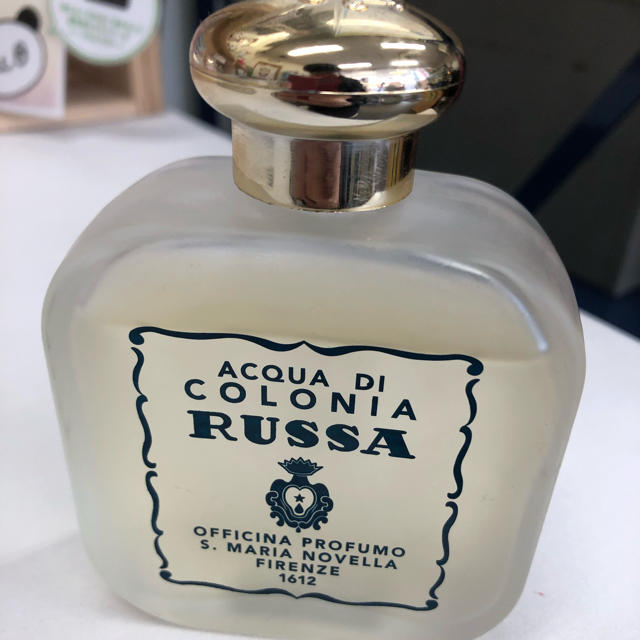 ACQUA DI
COLONIA
RUSSA
OFFICINA PROFUMO
S. MARIA NOVELLA
FIRENZE
1612